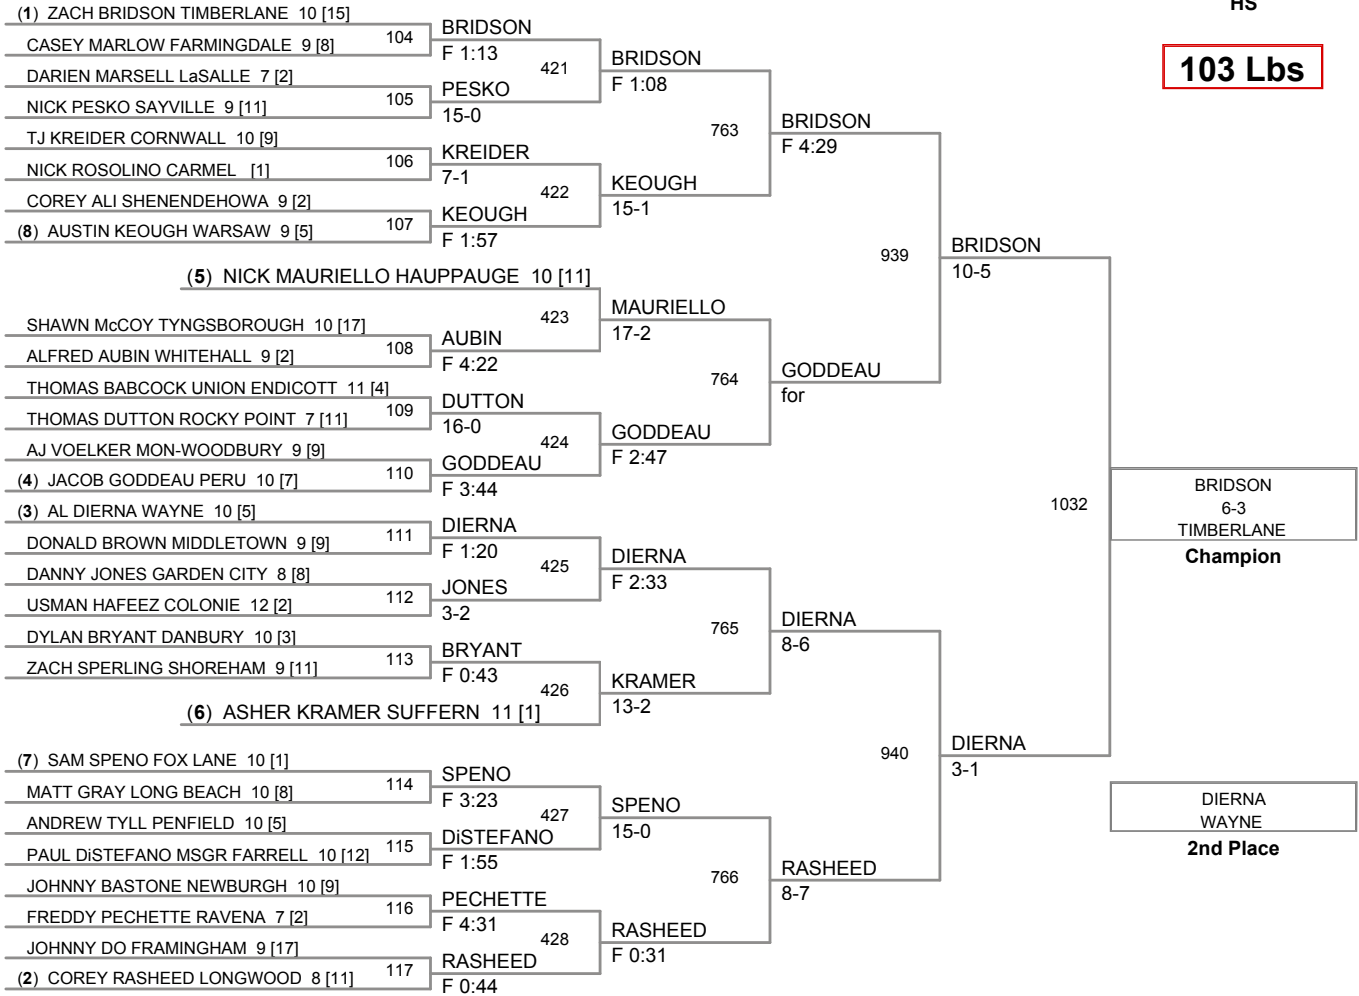 HS
103 Lbs
(1) ZACH BRIDSON TIMBERLANE 10 [15]
104
BRIDSON
CASEY MARLOW FARMINGDALE 9 [8]
F 1:13
421
BRIDSON
DARIEN MARSELL LaSALLE 7 [2]
F 1:08
105
PESKO
NICK PESKO SAYVILLE 9 [11]
15-0
763
BRIDSON
TJ KREIDER CORNWALL 10 [9]
F 4:29
106
KREIDER
NICK ROSOLINO CARMEL [1]
7-1
422
KEOUGH
COREY ALI SHENENDEHOWA 9 [2]
15-1
107
KEOUGH
(8) AUSTIN KEOUGH WARSAW 9 [5]
F 1:57
939
BRIDSON
10-5
(5) NICK MAURIELLO HAUPPAUGE 10 [11]
423
MAURIELLO
17-2
SHAWN McCOY TYNGSBOROUGH 10 [17]
108
AUBIN
ALFRED AUBIN WHITEHALL 9 [2]
F 4:22
764
GODDEAU
for
THOMAS BABCOCK UNION ENDICOTT 11 [4]
109
DUTTON
THOMAS DUTTON ROCKY POINT 7 [11]
16-0
424
GODDEAU
AJ VOELKER MON-WOODBURY 9 [9]
F 2:47
110
GODDEAU
(4) JACOB GODDEAU PERU 10 [7]
F 3:44
1032
BRIDSON
6-3
TIMBERLANE
Champion
(3) AL DIERNA WAYNE 10 [5]
111
DIERNA
DONALD BROWN MIDDLETOWN 9 [9]
F 1:20
425
DIERNA
DANNY JONES GARDEN CITY 8 [8]
F 2:33
112
JONES
USMAN HAFEEZ COLONIE 12 [2]
3-2
765
DIERNA
8-6
DYLAN BRYANT DANBURY 10 [3]
113
BRYANT
ZACH SPERLING SHOREHAM 9 [11]
F 0:43
426
KRAMER
13-2
(6) ASHER KRAMER SUFFERN 11 [1]
940
DIERNA
3-1
(7) SAM SPENO FOX LANE 10 [1]
114
SPENO
MATT GRAY LONG BEACH 10 [8]
F 3:23
427
SPENO
15-0
ANDREW TYLL PENFIELD 10 [5]
115
DiSTEFANO
PAUL DiSTEFANO MSGR FARRELL 10 [12]
F 1:55
766
RASHEED
8-7
JOHNNY BASTONE NEWBURGH 10 [9]
116
PECHETTE
FREDDY PECHETTE RAVENA 7 [2]
F 4:31
428
RASHEED
F 0:31
JOHNNY DO FRAMINGHAM 9 [17]
117
RASHEED
(2) COREY RASHEED LONGWOOD 8 [11]
F 0:44
DIERNA
WAYNE
2nd Place